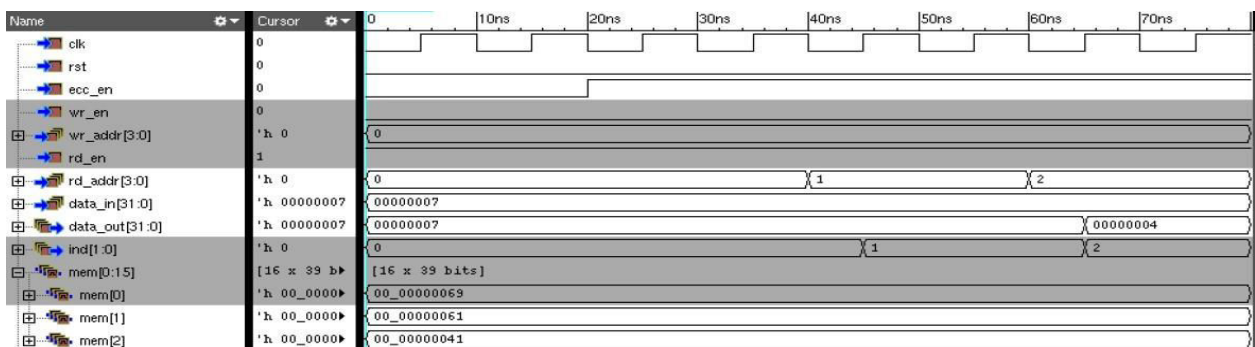 Name Cursor 0 10ns 20ns 30ns 40ns 50ns 60ns 70ns
clk 0
rst 0
ecc_en 0
wr_en 0
wr_addr[3:0] 'h 0 0
rd_en 1
rd_addr[3:0] 'h 0 0 1 2
data_in[31:0] 'h 00000007 00000007
data_out[31:0] 'h 00000007 00000007 00000004
ind[1:0] 'h 0 0 1 2
mem[0:15] [16 x 39 b [16 x 39 bits]
mem[0] 'h 00_0000 00_00000069
mem[1] 'h 00_0000 00_00000061
mem[2] 'h 00_0000 00_00000041